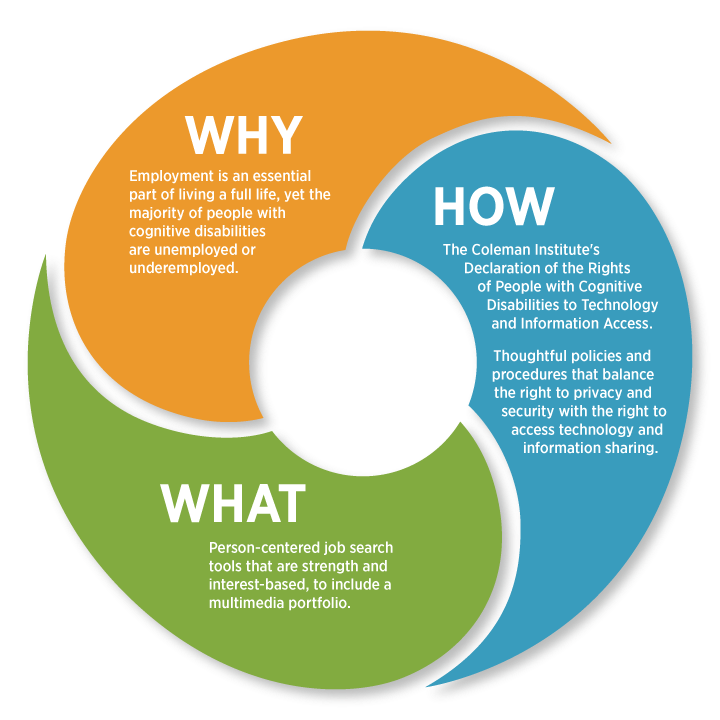 WHY
Employment is an essential
part of living a full life, yet the
majority of people with
cognitive disabilities
are unemployed or
underemployed.
HOW
The Coleman Institute's
Declaration of the Rights
of People with Cognitive
Disabilities to Technology
and Information Access.
Thoughtful policies and
procedures that balance
the right to privacy and
security with the right to
access technology and
information sharing.
WHAT
Person-centered job search
tools that are strength and
interest-based, to include a
multimedia portfolio.